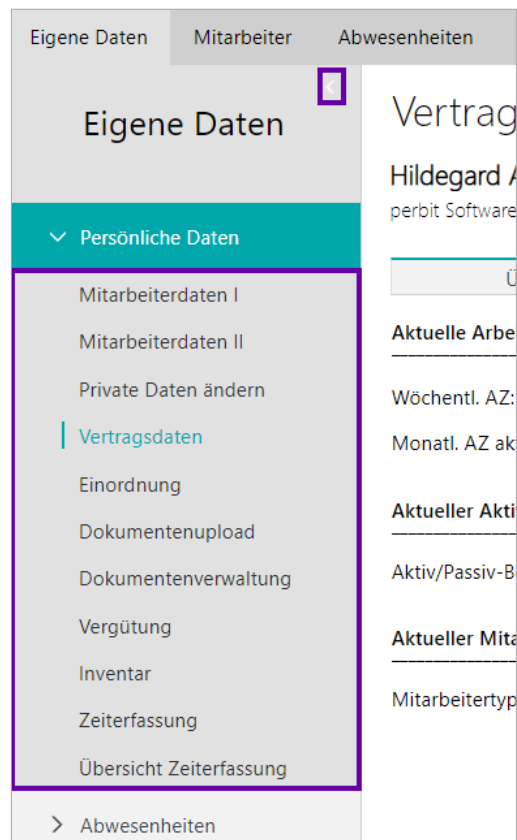 Eigene Daten Mitarbeiter Abwesenheiten
Eigene Daten
Persönliche Daten
Mitarbeiterdaten I
Mitarbeiterdaten II
Private Daten ändern
Vertragsdaten
Einordnung
Dokumentenupload
Dokumentenverwaltung
Vergütung
Inventar
Zeiterfassung
Übersicht Zeiterfassung
Abwesenheiten
Vertrag
Hildegard
perbit Software
Ü
Aktuelle Arbe
Wöchentl. AZ:
Monatl. AZ ak
Aktueller Akti
Aktiv/Passiv-B
Aktueller Mita
Mitarbeitertyp